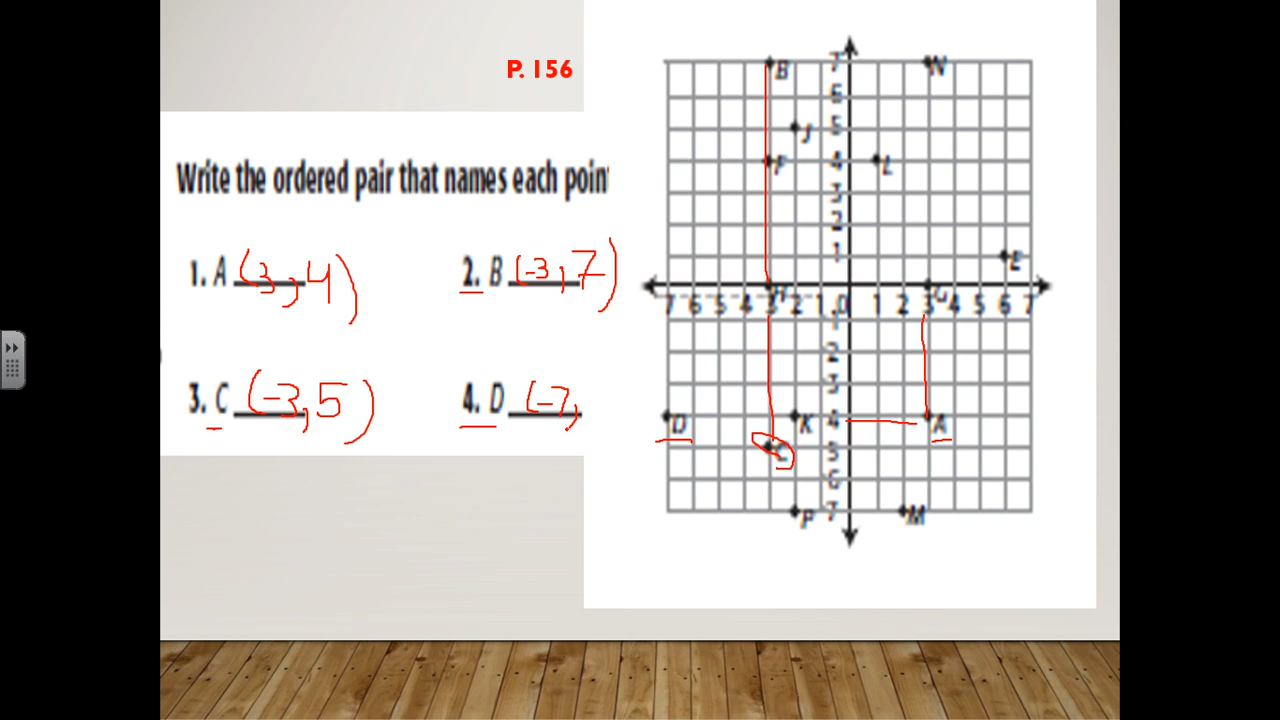 P. 156
Write the ordered pair that names each poin
1. A (3, 4)
2. B (-3, 7)
3. C (-3, 5)
4. D (-7,
B
7
N
6
J
5
F
4
L
3
2
1
E
H
G
7 6 5 4 3 2 1 0 1 2 3 4 5 6 7
1
2
3
D
K
4
A
C
5
6
P
7
M